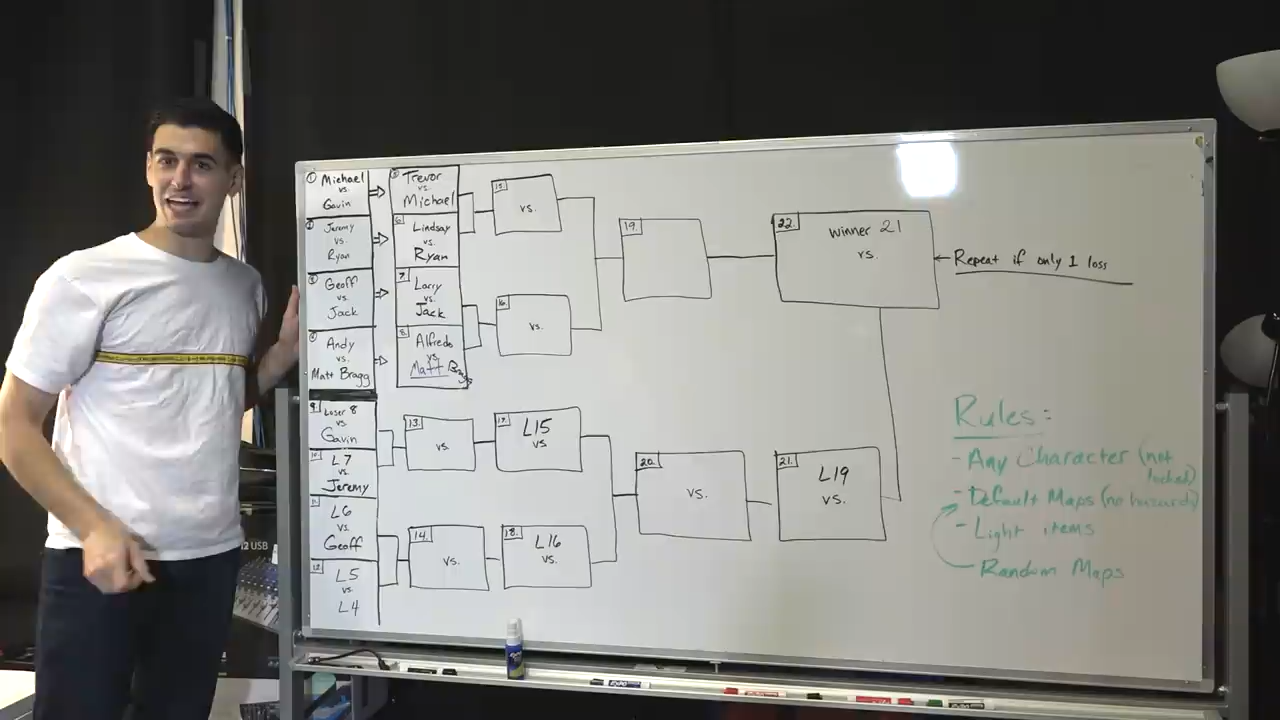 1 Michael
vs.
Gavin
2 Jeremy
vs.
Ryan
3 Geoff
vs.
Jack
4 Andy
vs.
Matt Bragg
5 Trevor
vs.
Michael
6. Lindsay
vs.
Ryan
7. Larry
vs.
Jack
8. Alfredo
vs.
Matt Bragg
15.
vs.
16.
vs.
19.
22.
Winner 21
vs.
← Repeat if only 1 loss
9. Loser 8
vs.
Gavin
10. L7
vs.
Jeremy
11. L6
vs.
Geoff
12. L5
vs.
L4
13.
vs.
14.
vs.
17. L15
vs
18. L16
vs.
20.
vs.
21. L19
vs.
Rules:
- Any Character (not
locked)
- Default Maps (no hazards)
- Light items
Random Maps
12 USB
EXPO